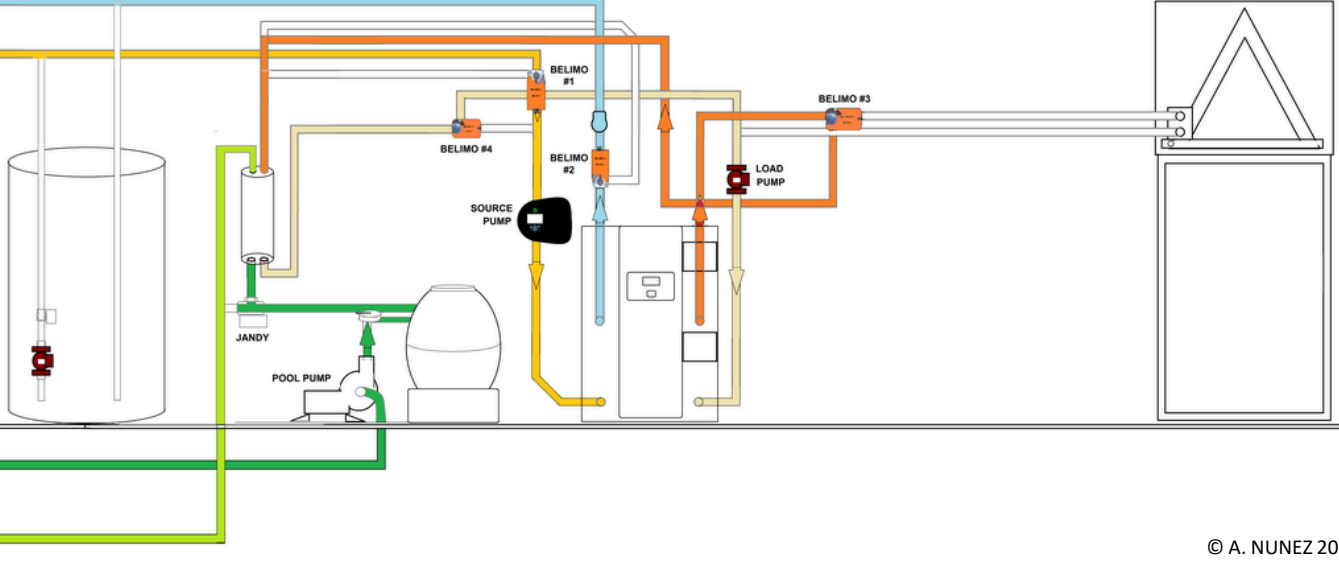 BELIMO
#1
BELIMO #3
BELIMO #4
BELIMO
#2
LOAD
PUMP
SOURCE
PUMP
JANDY
POOL PUMP
© A. NUNEZ 20